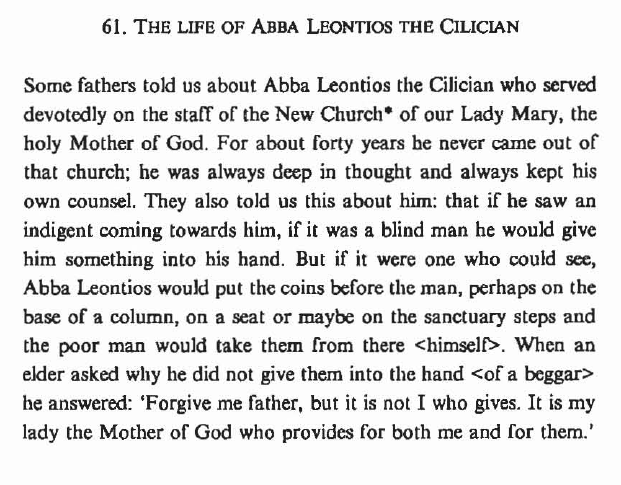 61. THE LIFE OF ABBA LEONTIOS THE CILICIAN
Some fathers told us about Abba Leontios the Cilician who served
devotedly on the staff of the New Church* of our Lady Mary, the
holy Mother of God. For about forty years he never came out of
that church; he was always deep in thought and always kept his
own counsel. They also told us this about him: that if he saw an
indigent coming towards him, if it was a blind man he would give
him something into his hand. But if it were one who could see,
Abba Leontios would put the coins before the man, perhaps on the
base of a column, on a seat or maybe on the sanctuary steps and
the poor man would take them from there <himself>. When an
elder asked why he did not give them into the hand <of a beggar>
he answered: 'Forgive me father, but it is not I who gives. It is my
lady the Mother of God who provides for both me and for them.'